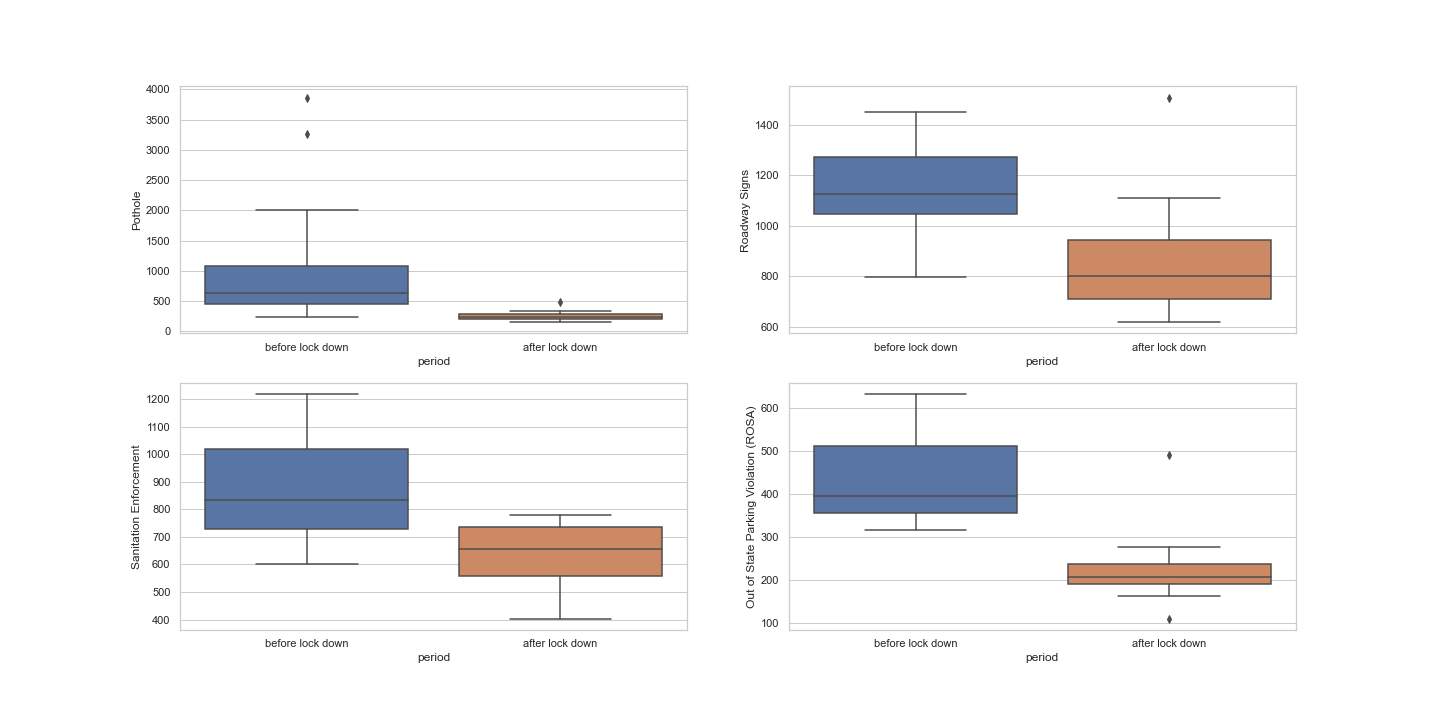 Pothole
4000
3500
3000
2500
2000
1500
1000
500
0
before lock down
after lock down
period
Roadway Signs
1400
1200
1000
800
600
before lock down
after lock down
period
Sanitation Enforcement
1200
1100
1000
900
800
700
600
500
400
before lock down
after lock down
period
Out of State Parking Violation (ROSA)
600
500
400
300
200
100
before lock down
after lock down
period